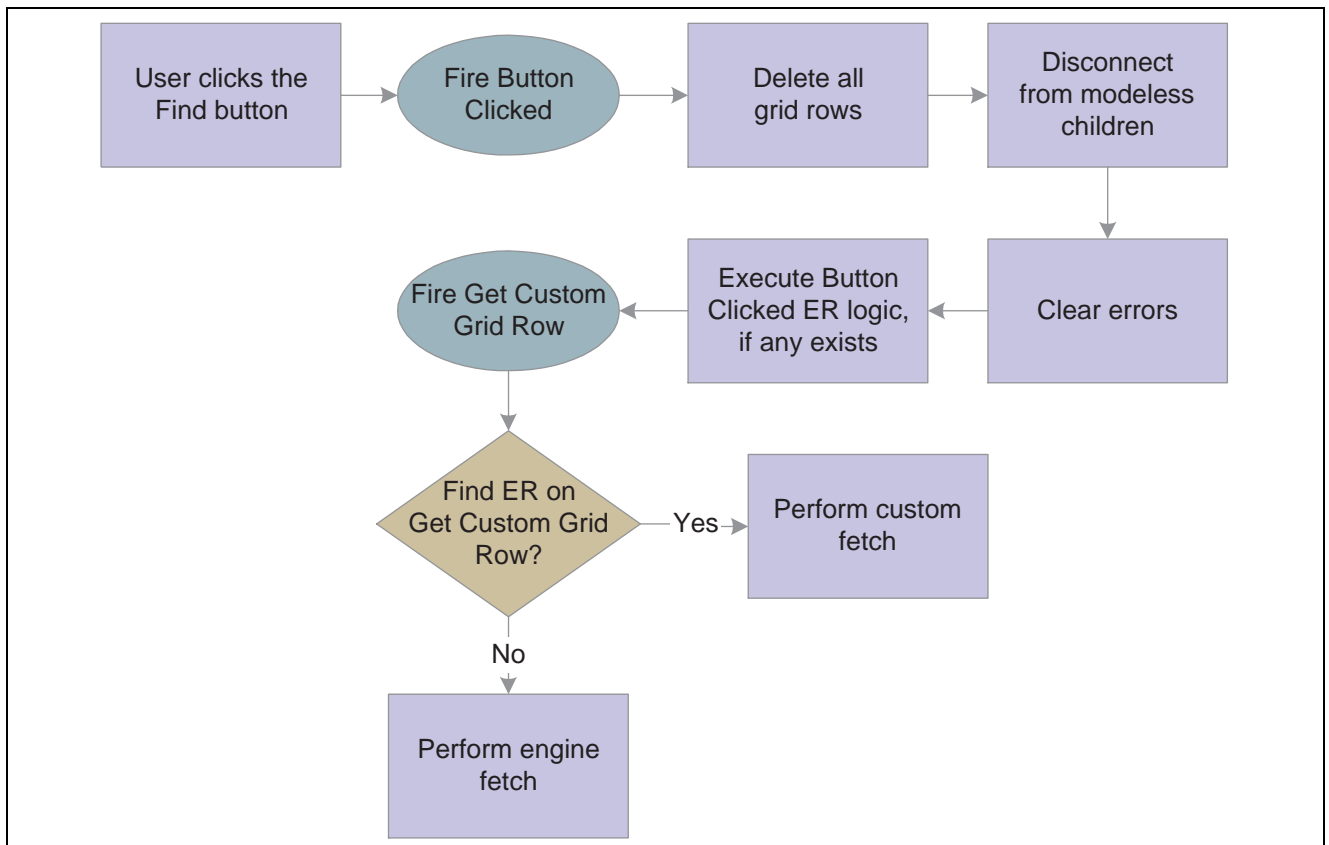 User clicks the
Find button
Fire Button
Clicked
Delete all
grid rows
Disconnect
from modeless
children
Clear errors
Execute Button
Clicked ER logic,
if any exists
Fire Get Custom
Grid Row
Find ER on
Get Custom Grid
Row?
Yes
Perform custom
fetch
No
Perform engine
fetch